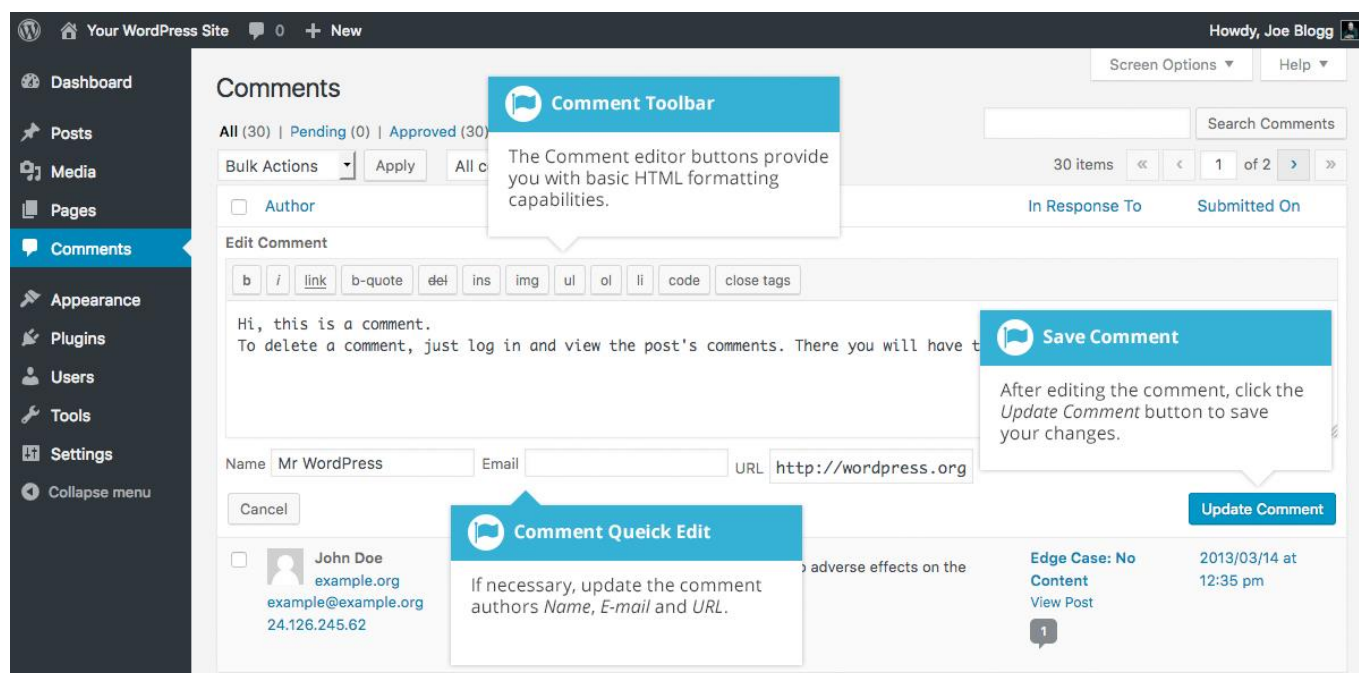 Your WordPress Site 0 + New Howdy, Joe Blogg
Screen Options Help
Dashboard
Posts
Media
Pages
Comments
Appearance
Plugins
Users
Tools
Settings
Collapse menu
Comments
All (30) | Pending (0) | Approved (30)
Search Comments
Bulk Actions Apply All
30 items « ‹ 1 of 2 › »
Author In Response To Submitted On
Comment Toolbar
The Comment editor buttons provide
you with basic HTML formatting
capabilities.
Edit Comment
b i link b-quote del ins img ul ol li code close tags
Hi, this is a comment.
To delete a comment, just log in and view the post's comments. There you will have
Save Comment
After editing the comment, click the
Update Comment button to save
your changes.
Name Mr WordPress Email URL http://wordpress.org
Cancel Update Comment
Comment Queick Edit
If necessary, update the comment
authors Name, E-mail and URL.
John Doe
example.org
example@example.org
24.126.245.62
adverse effects on the
Edge Case: No
Content
View Post
1
2013/03/14 at
12:35 pm